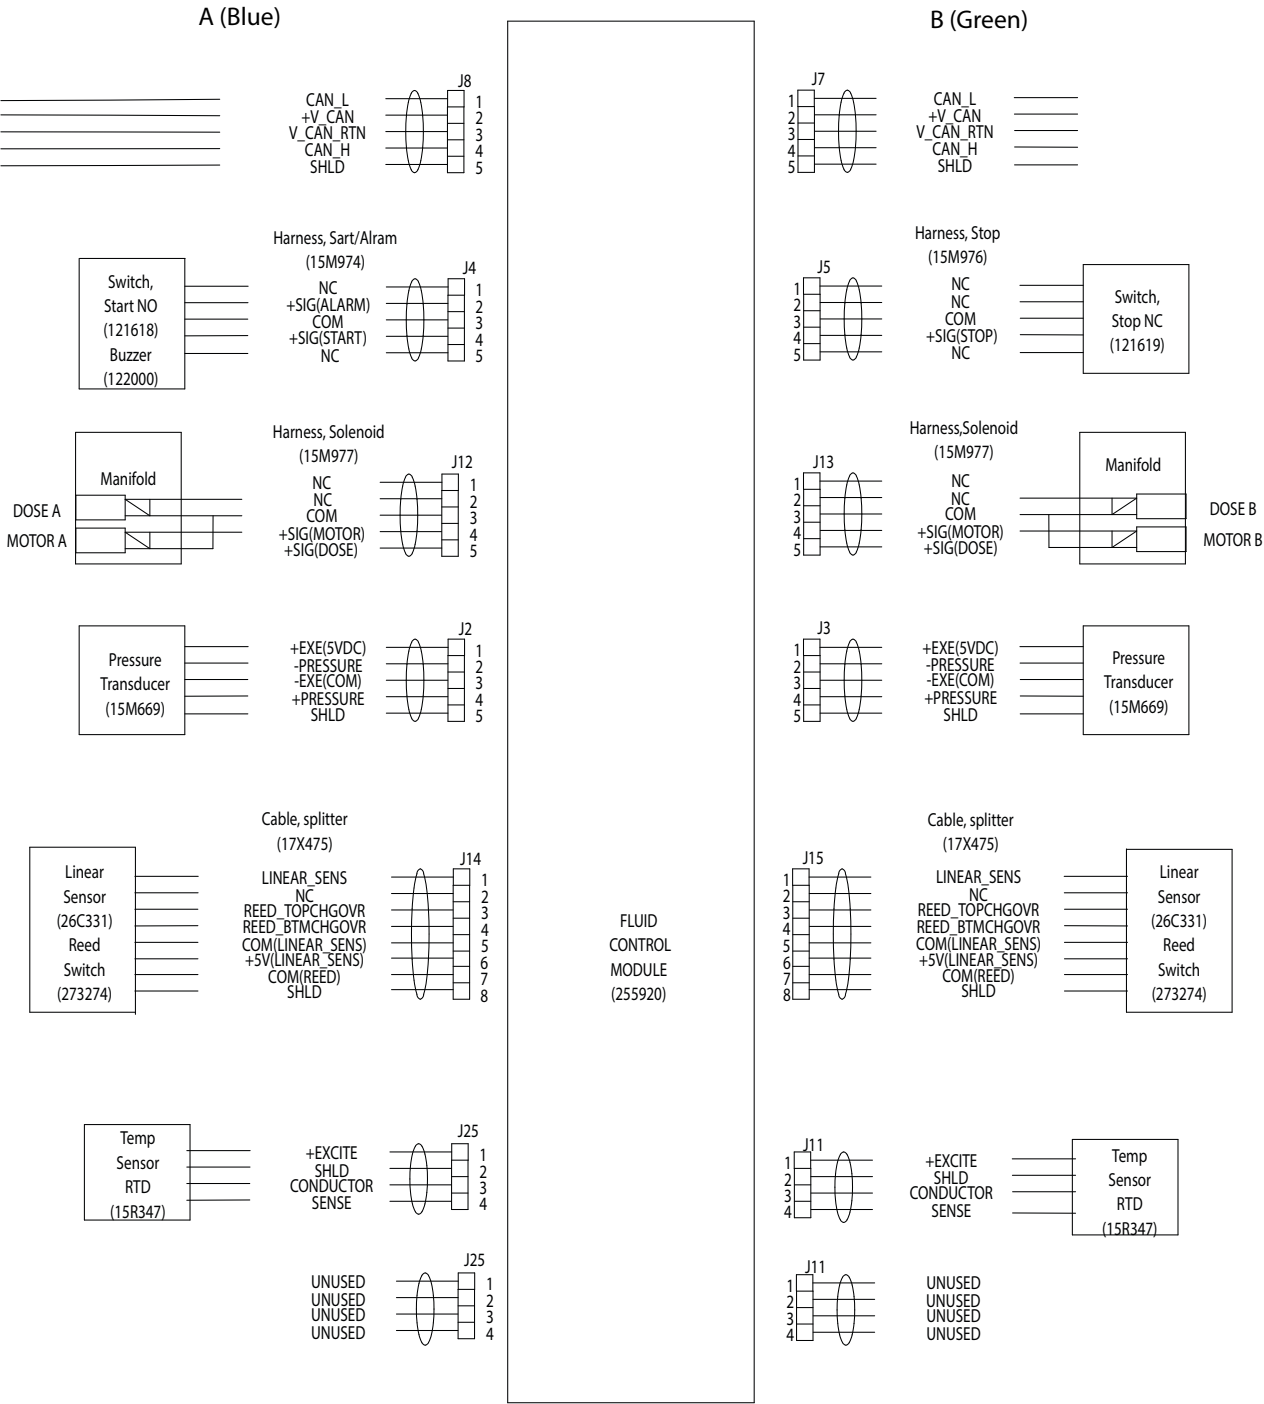 A (Blue)
B (Green)
J8
CAN_L
+V_CAN
V_CAN_RTN
CAN_H
SHLD
1
2
3
4
5
J7
1
2
3
4
5
CAN_L
+V_CAN
V_CAN_RTN
CAN_H
SHLD
Harness, Sart/Alram
(15M974)
J4
Switch,
Start NO
(121618)
Buzzer
(122000)
NC
+SIG(ALARM)
COM
+SIG(START)
NC
1
2
3
4
5
Harness, Stop
(15M976)
J5
1
2
3
4
5
NC
NC
COM
+SIG(STOP)
NC
Switch,
Stop NC
(121619)
Harness, Solenoid
(15M977)
J12
Manifold
DOSE A
MOTOR A
NC
NC
COM
+SIG(MOTOR)
+SIG(DOSE)
1
2
3
4
5
Harness,Solenoid
(15M977)
J13
1
2
3
4
5
NC
NC
COM
+SIG(MOTOR)
+SIG(DOSE)
Manifold
DOSE B
MOTOR B
J2
Pressure
Transducer
(15M669)
+EXE(5VDC)
-PRESSURE
-EXE(COM)
+PRESSURE
SHLD
1
2
3
4
5
J3
1
2
3
4
5
+EXE(5VDC)
-PRESSURE
-EXE(COM)
+PRESSURE
SHLD
Pressure
Transducer
(15M669)
Cable, splitter
(17X475)
J14
Linear
Sensor
(26C331)
Reed
Switch
(273274)
LINEAR_SENS
NC
REED_TOPCHGOVR
REED_BTMCHGOVR
COM(LINEAR_SENS)
+5V(LINEAR_SENS)
COM(REED)
SHLD
1
2
3
4
5
6
7
8
FLUID
CONTROL
MODULE
(255920)
Cable, splitter
(17X475)
J15
1
2
3
4
5
6
7
8
LINEAR_SENS
NC
REED_TOPCHGOVR
REED_BTMCHGOVR
COM(LINEAR_SENS)
+5V(LINEAR_SENS)
COM(REED)
SHLD
Linear
Sensor
(26C331)
Reed
Switch
(273274)
J25
Temp
Sensor
RTD
(15R347)
+EXCITE
SHLD
CONDUCTOR
SENSE
1
2
3
4
J11
1
2
3
4
+EXCITE
SHLD
CONDUCTOR
SENSE
Temp
Sensor
RTD
(15R347)
J25
UNUSED
UNUSED
UNUSED
UNUSED
1
2
3
4
J11
1
2
3
4
UNUSED
UNUSED
UNUSED
UNUSED